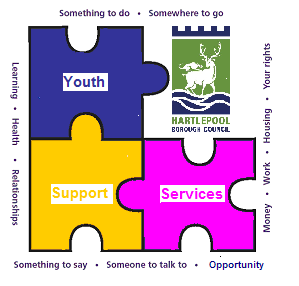 Something to do • Somewhere to go
Youth
HARTLEPOOL
BOROUGH COUNCIL
Support
Services
Learning • Health • Relationships
Money • Work • Housing • Your rights
Something to say • Someone to talk to • Opportunity